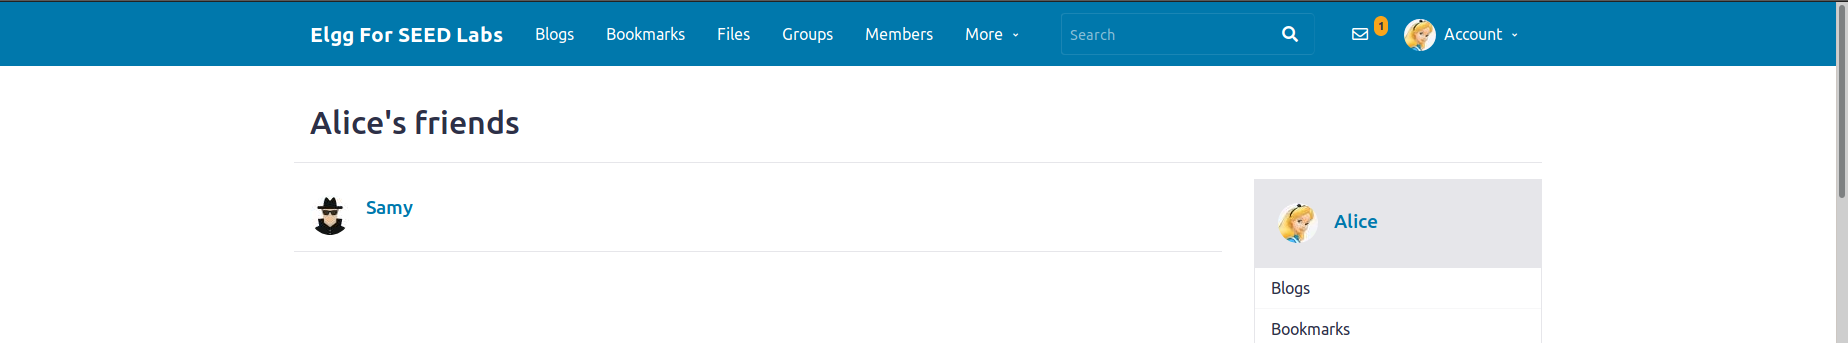 Elgg For SEED Labs Blogs Bookmarks Files Groups Members More Search 1 Account
Alice's friends
Samy
Alice
Blogs
Bookmarks